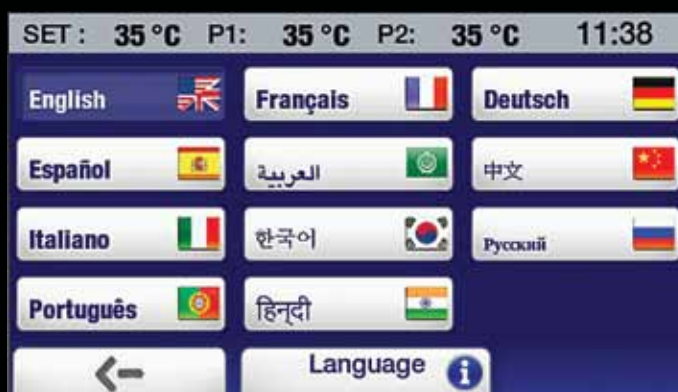 SET : 35 °C P1: 35 °C P2: 35 °C 11:38
English Français Deutsch
Español العربية 中文
Italiano 한국어 Русский
Português हिन्दी
Language i